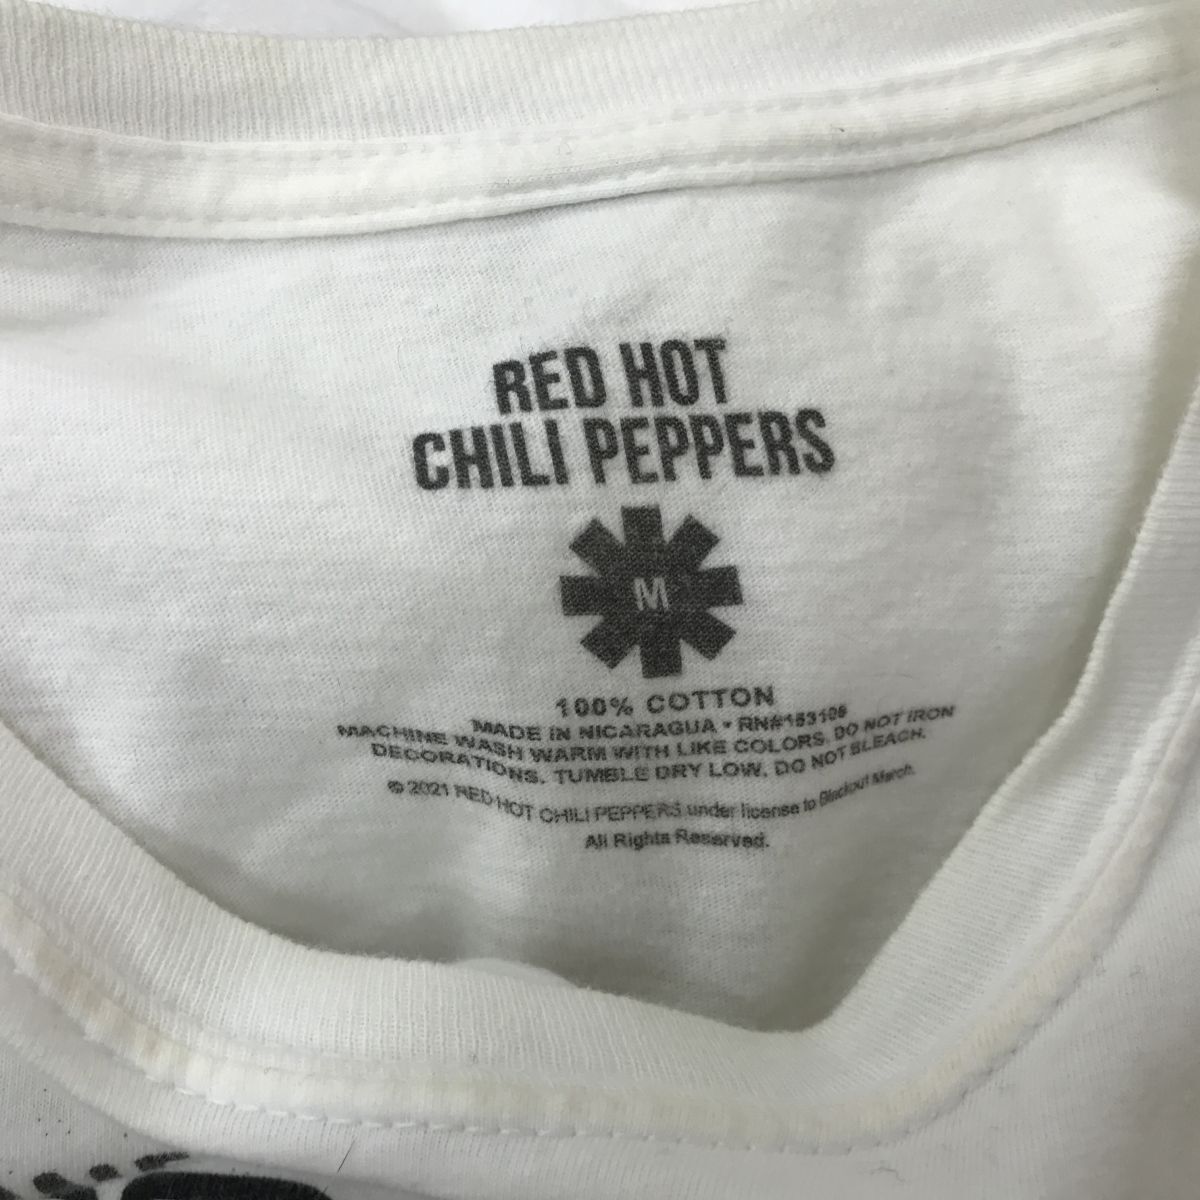 RED HOT
CHILI PEPPERS
M
100% COTTON
MADE IN NICARAGUA • RN#153106
MACHINE WASH WARM WITH LIKE COLORS. DO NOT IRON
DECORATIONS. TUMBLE DRY LOW. DO NOT BLEACH.
© 2021 RED HOT CHILI PEPPERS under license to Blackout Merch.
All Rights Reserved.